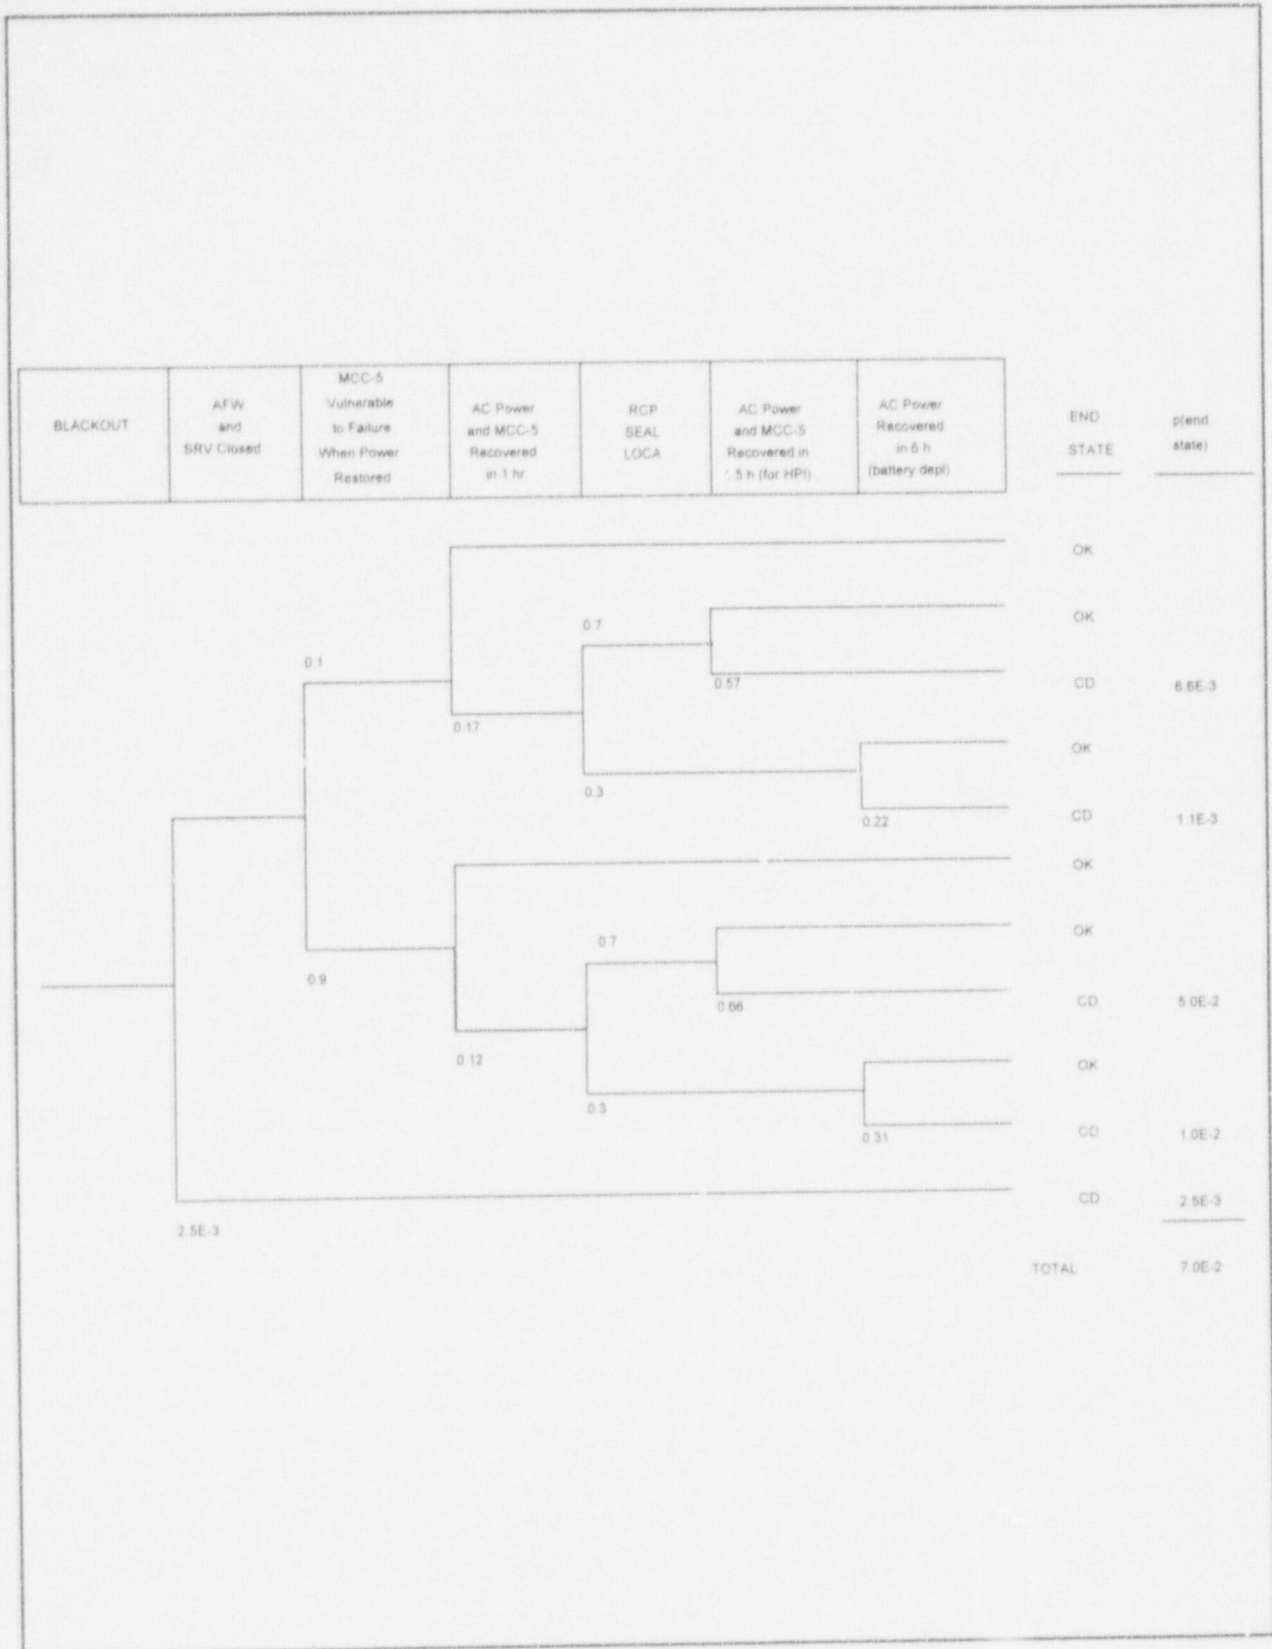 BLACKOUT
AFW
and
SRV Closed
MCC-5
Vulnarable
to Failure
When Power
Restored
AC Power
and MCC-5
Recovered
in 1 hr
RCP
SEAL
LOCA
AC Power
and MCC-5
Recovered in
5 h (for HPI)
AC Power
Recovered
in 6 h
(battery depl)
END
STATE
p(end
state)
OK
OK
0.7
0.1
0.57
CD
6.6E-3
0.17
OK
0.3
0.22
CD
1.1E-3
OK
OK
0.7
0.9
0.66
CD
5.0E-2
0.12
OK
0.3
0.31
CD
1.0E-2
CD
2.5E-3
2.5E-3
TOTAL
7.0E-2